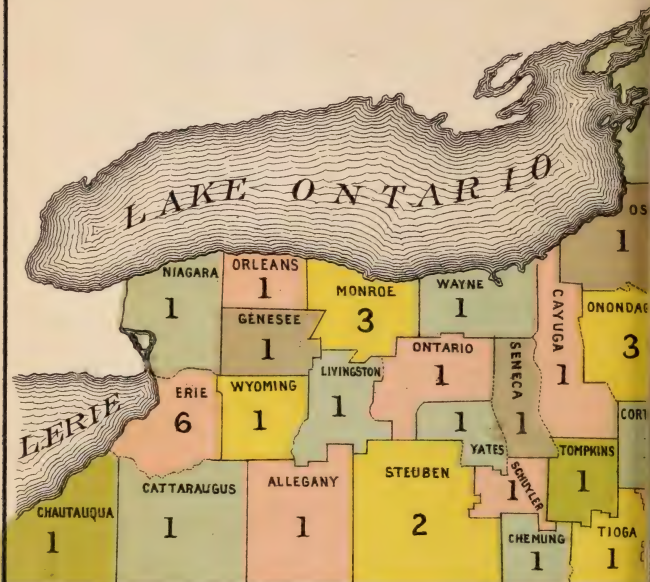 LAKE ONTARIO
OS
1
NIAGARA
1
ORLEANS
1
MONROE
3
WAYNE
1
CAYUGA
1
ONONDAG
3
GENESEE
1
ONTARIO
1
SENECA
1
LIVINGSTON
1
L.ERIE
ERIE
6
WYOMING
1
1
YATES
CORT
TOMPKINS
1
SCHUYLER
1
CHAUTAUQUA
1
CATTARAUGUS
1
ALLEGANY
1
STEUBEN
2
CHEMUNG
1
TIOGA
1